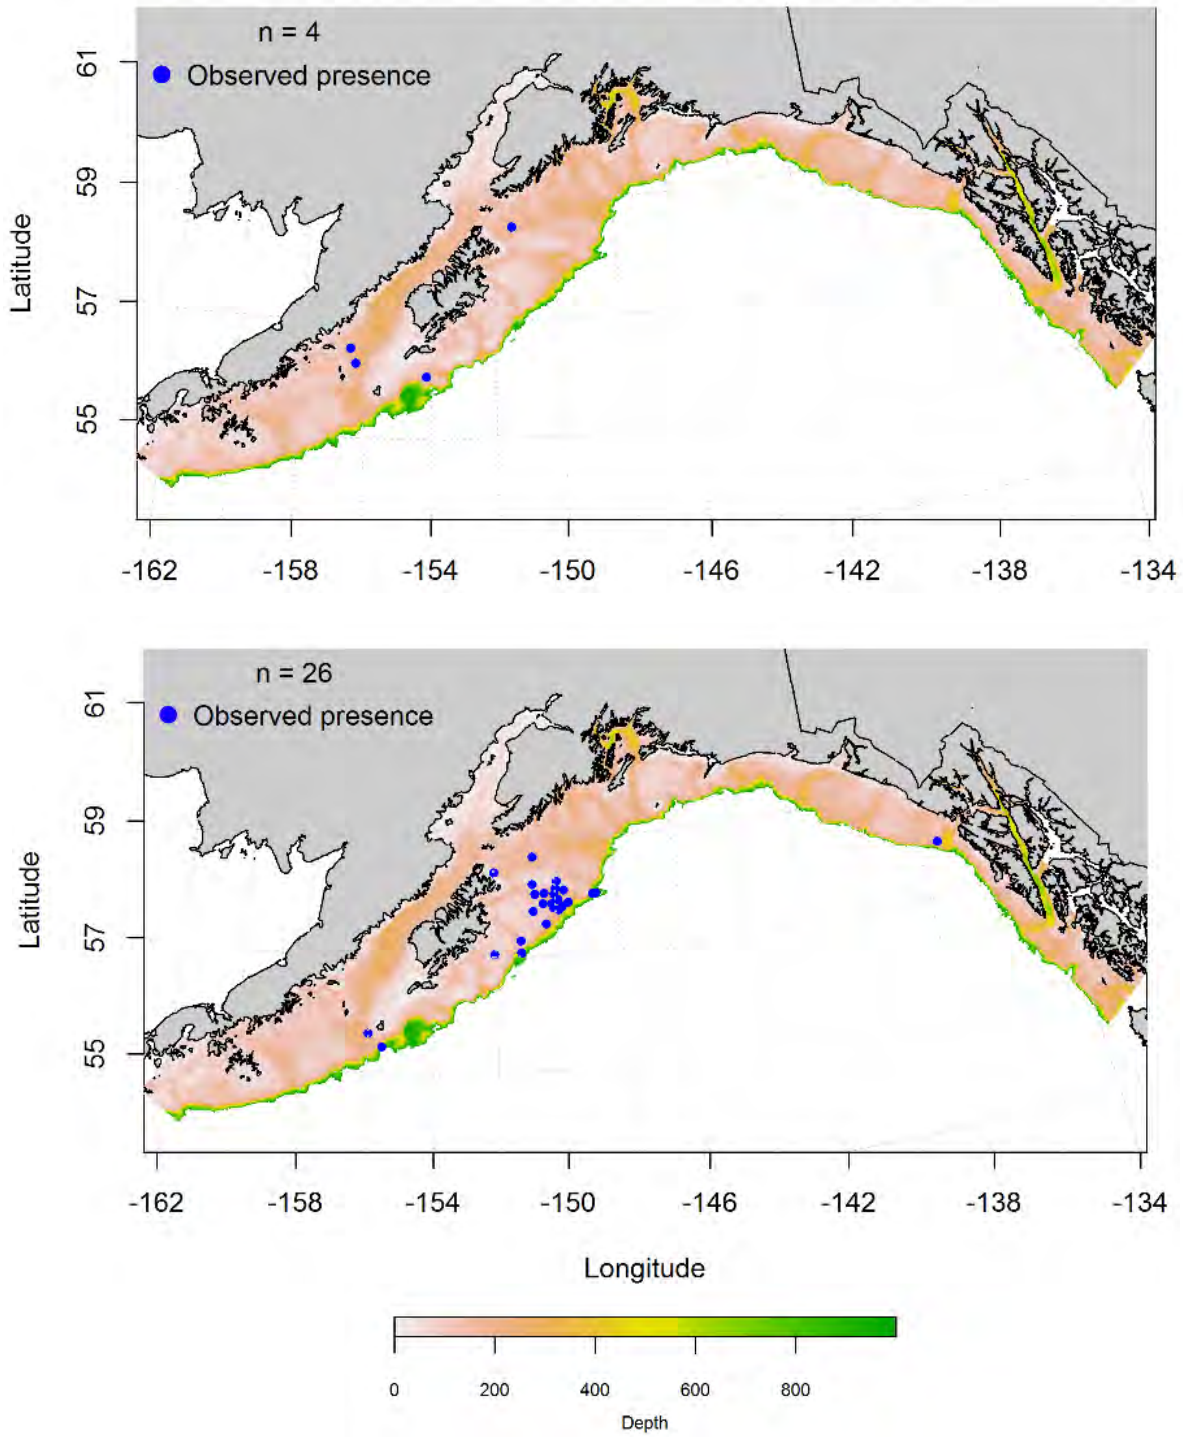 n = 4
Observed presence
61
59
57
55
Latitude
-162 -158 -154 -150 -146 -142 -138 -134
n = 26
Observed presence
61
59
57
55
Latitude
-162 -158 -154 -150 -146 -142 -138 -134
Longitude
0 200 400 600 800
Depth